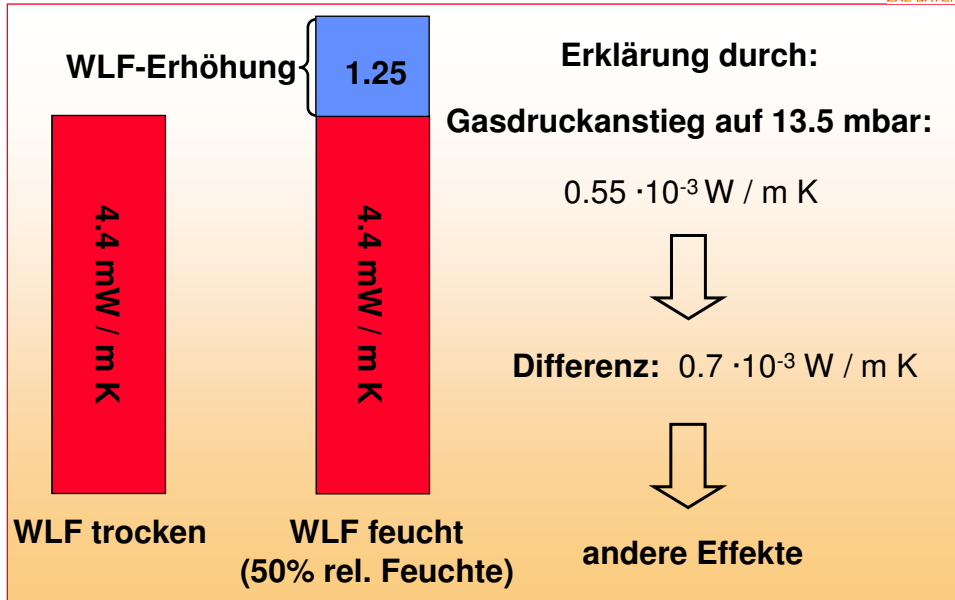 WLF-Erhöhung
1.25
4.4 mW / m K
4.4 mW / m K
WLF trocken
WLF feucht
(50% rel. Feuchte)
Erklärung durch:
Gasdruckanstieg auf 13.5 mbar:
0.55 ·10⁻³ W / m K
Differenz: 0.7 ·10⁻³ W / m K
andere Effekte